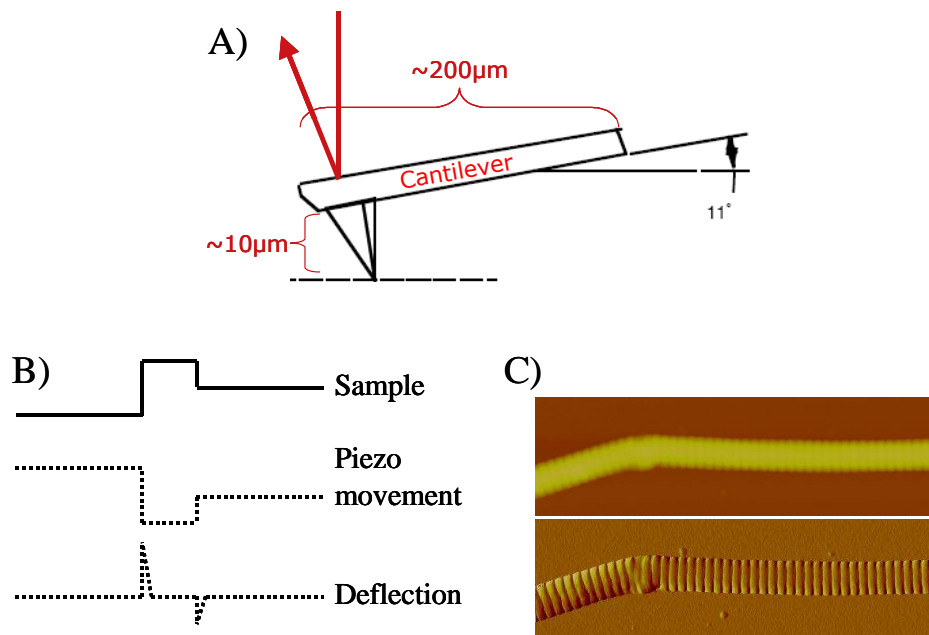 A)
~200μm
Cantilever
11°
~10μm
B)
Sample
Piezo
movement
Deflection
C)